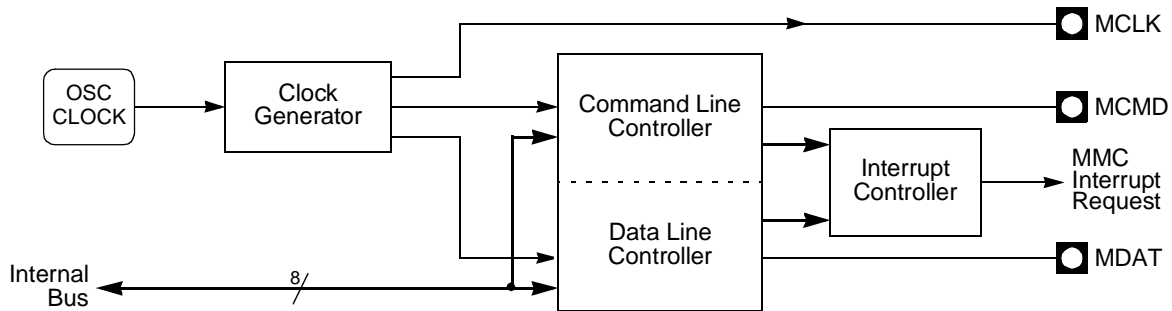 MCLK
OSC
CLOCK
Clock
Generator
Command Line
Controller
MCMD
Interrupt
Controller
MMC
Interrupt
Request
Data Line
Controller
MDAT
Internal
Bus
8